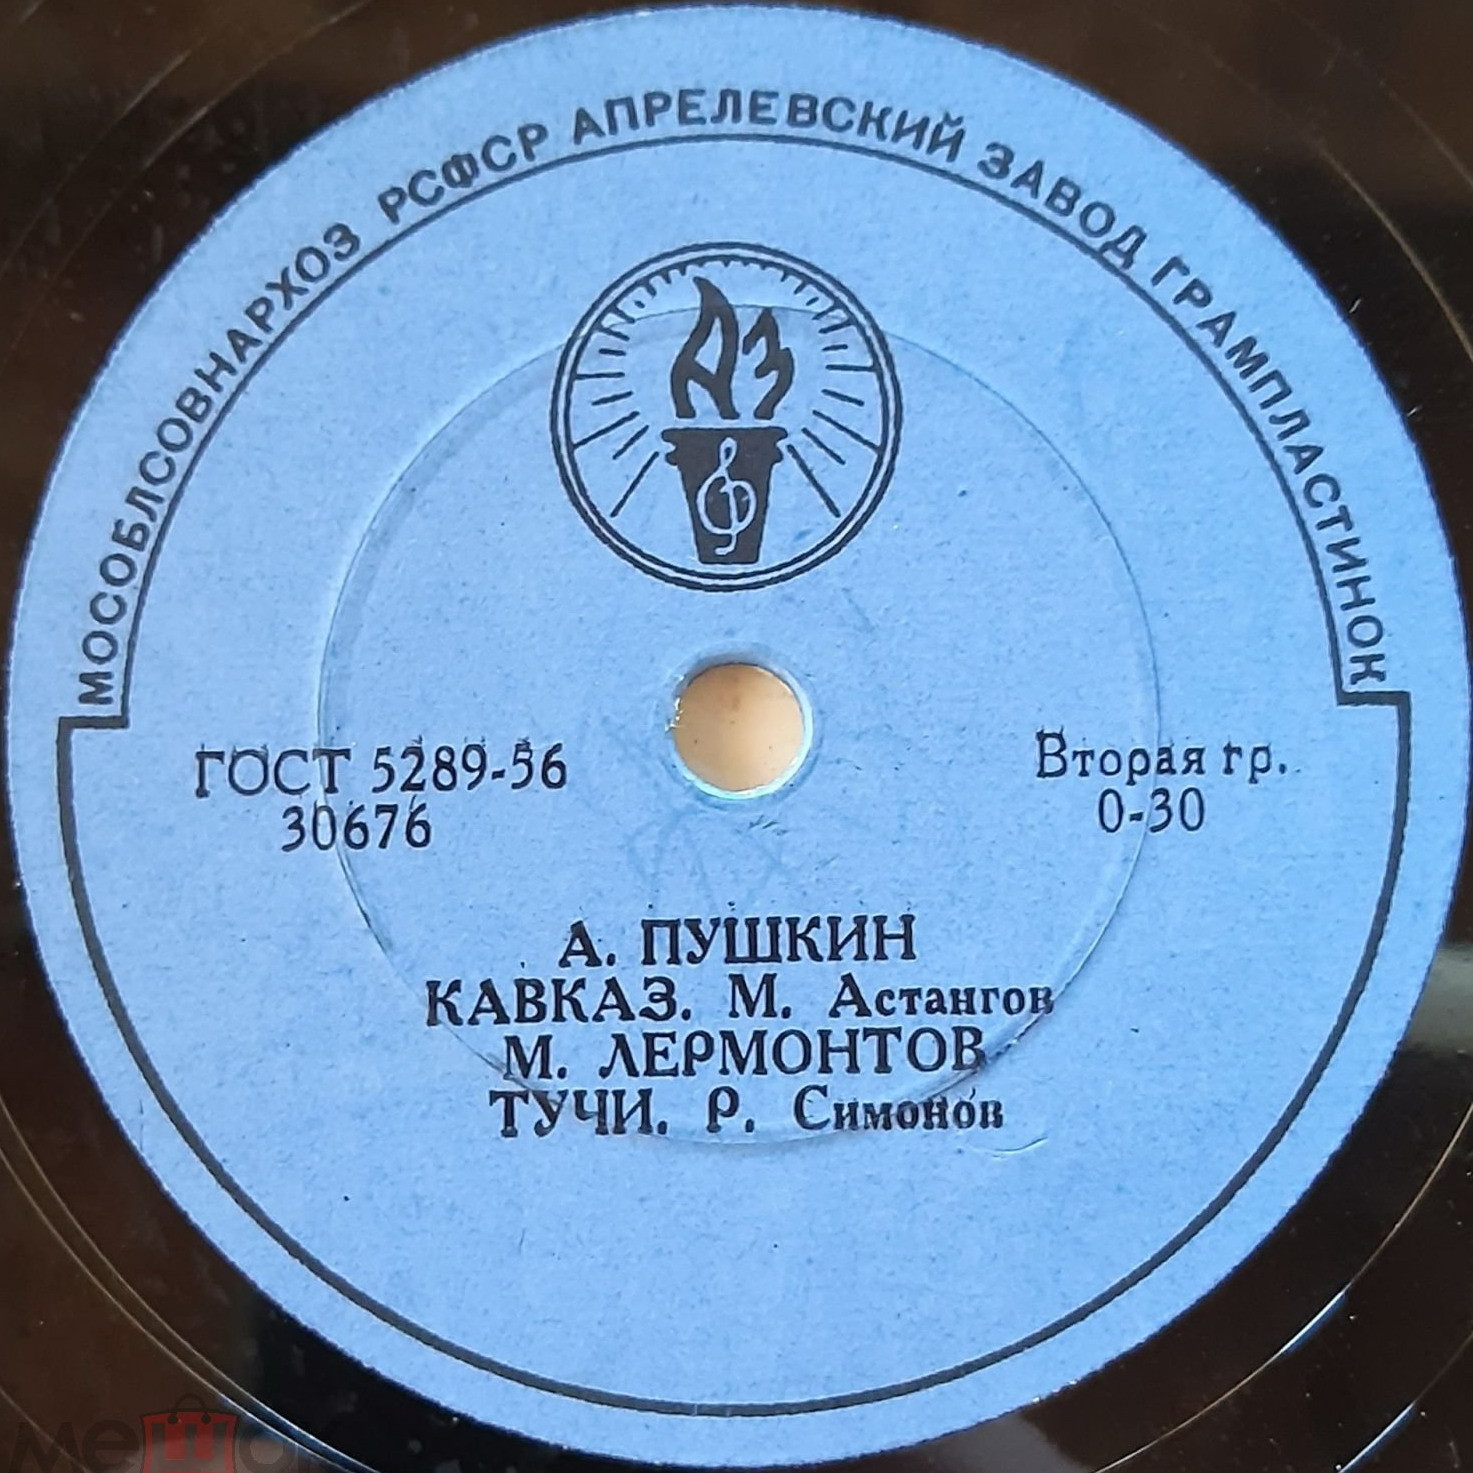 МОСОБЛСОВНАРХОЗ РСФСР АПРЕЛЕВСКИЙ ЗАВОД ГРАМПЛАСТИНОК
АЗ
ГОСТ 5289-56
30676
Вторая гр.
0-30
А. ПУШКИН
КАВКАЗ. М. Астангов
М. ЛЕРМОНТОВ
ТУЧИ. Р. Симонов